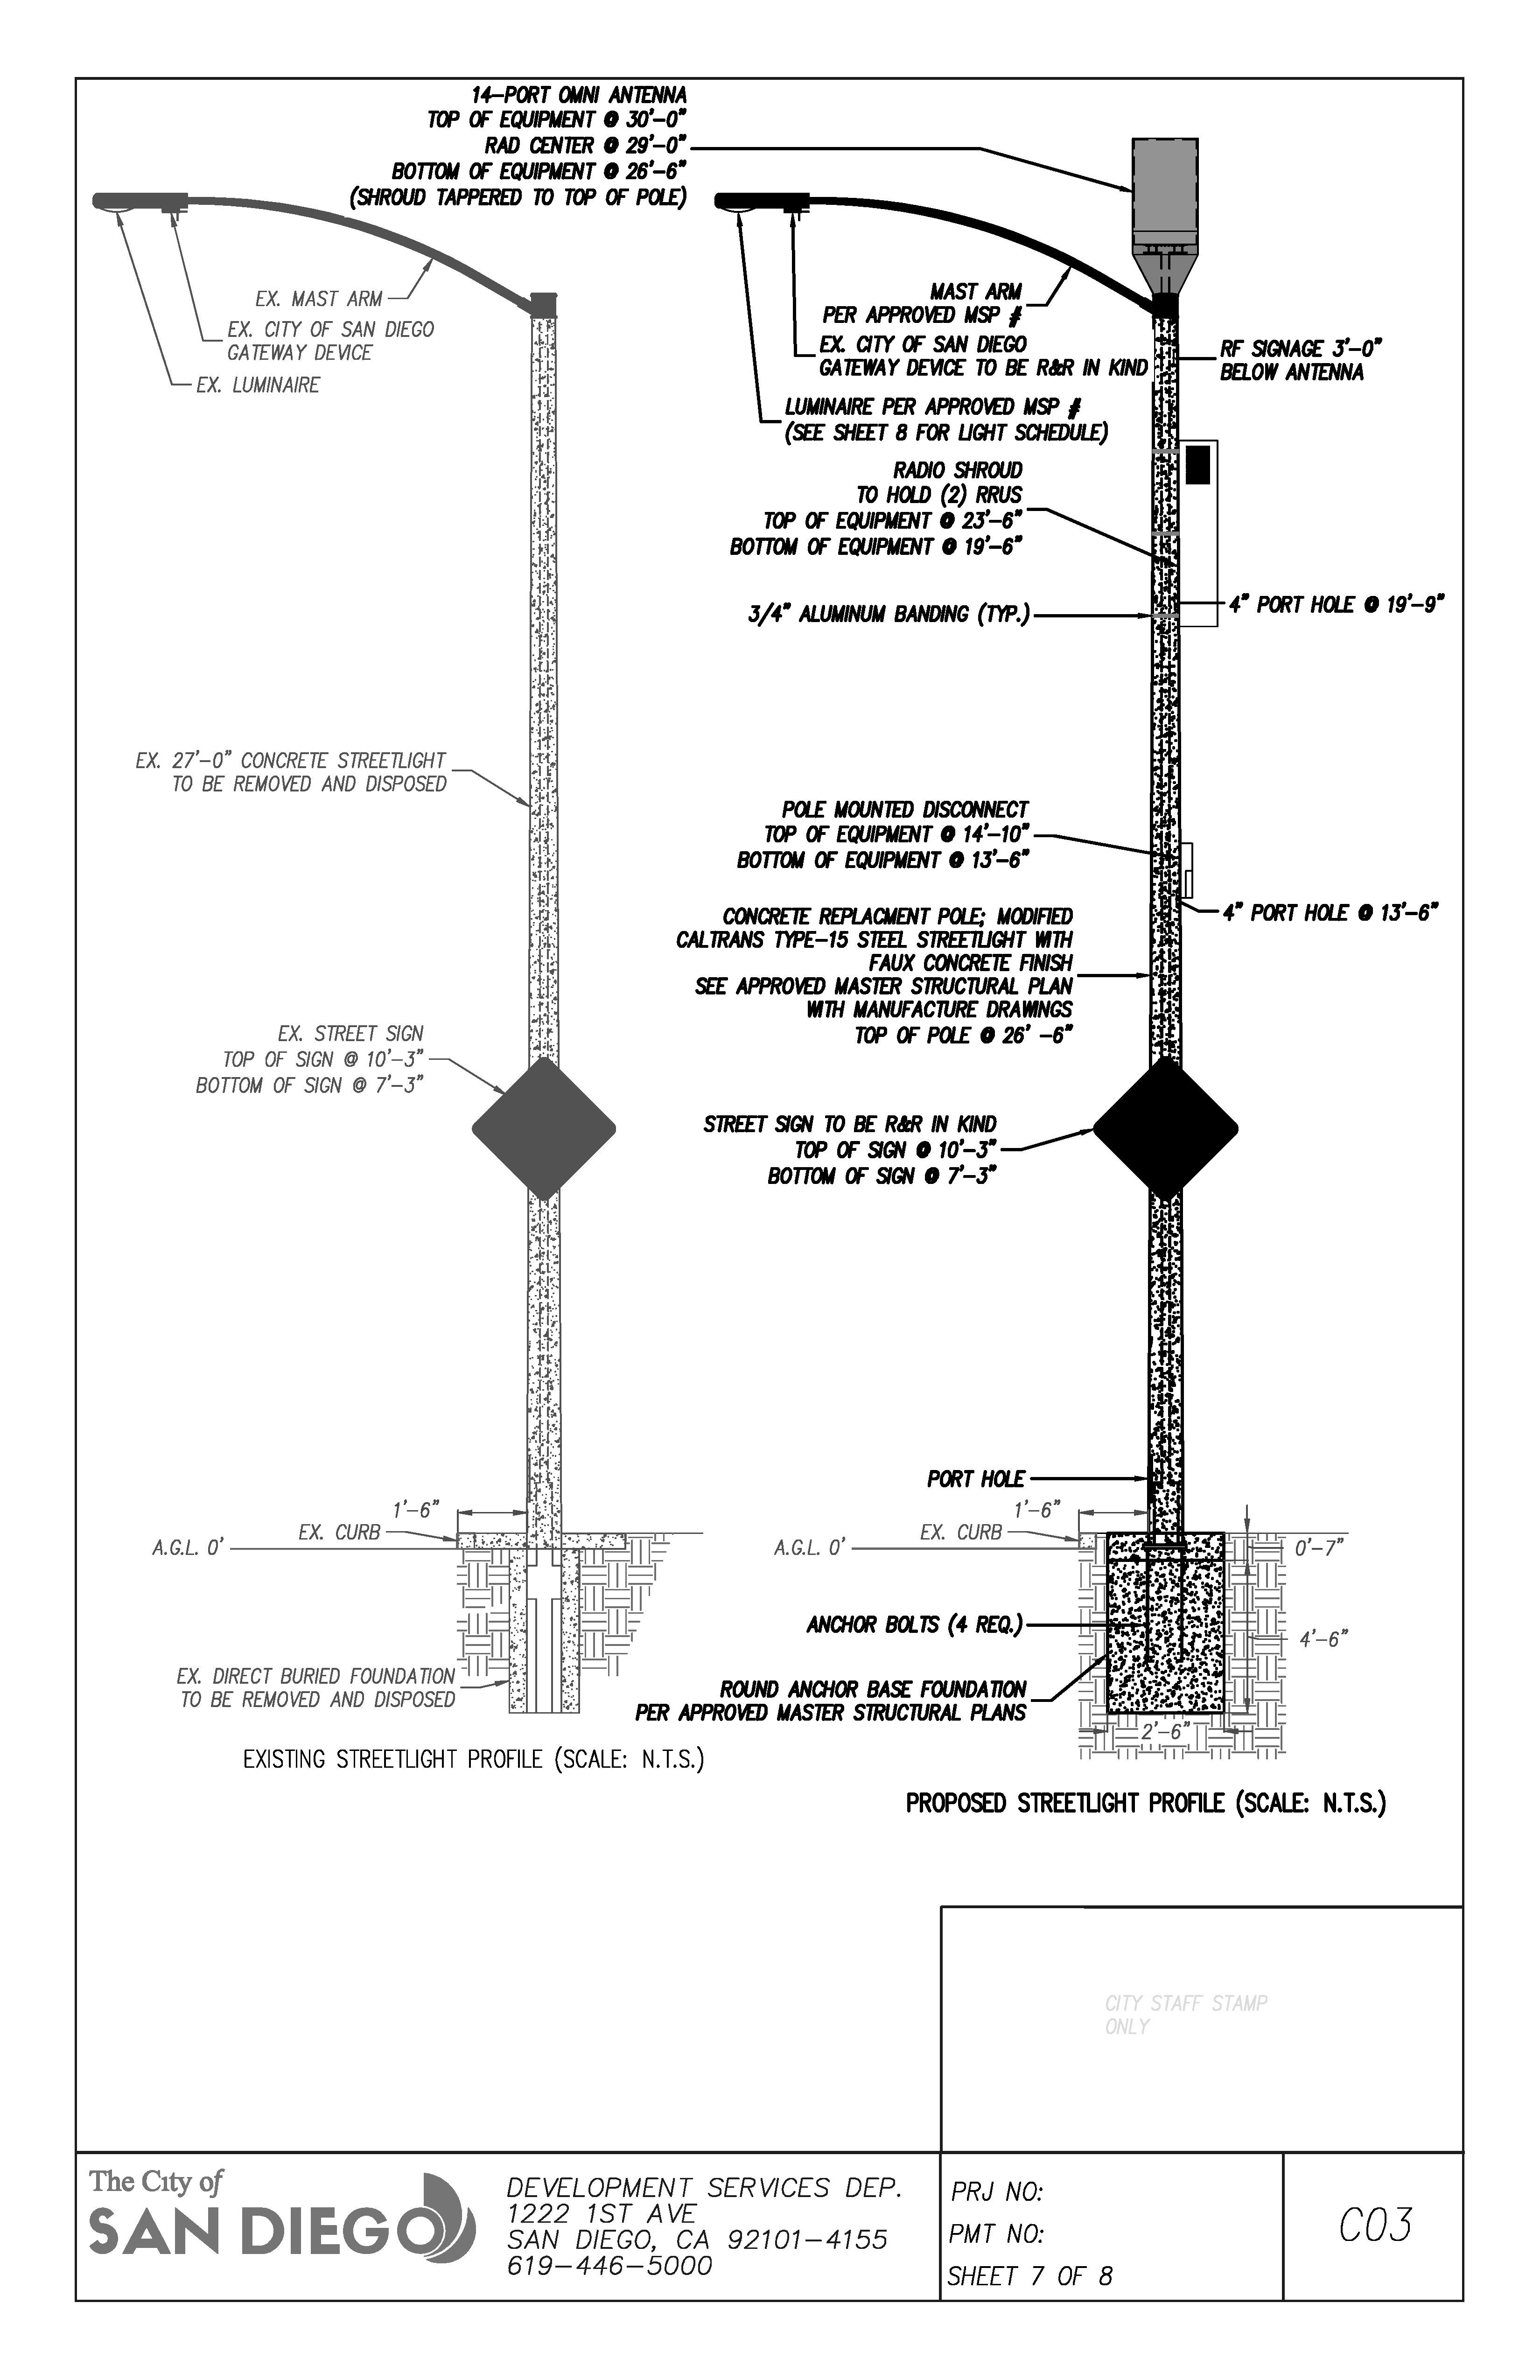 14-PORT OMNI ANTENNA
TOP OF EQUIPMENT @ 30'-0"
RAD CENTER @ 29'-0"
BOTTOM OF EQUIPMENT @ 26'-6"
(SHROUD TAPPERED TO TOP OF POLE)
EX. MAST ARM
EX. CITY OF SAN DIEGO
GATEWAY DEVICE
EX. LUMINAIRE
MAST ARM
PER APPROVED MSP #
EX. CITY OF SAN DIEGO
GATEWAY DEVICE TO BE R&R IN KIND
RF SIGNAGE 3'-0"
BELOW ANTENNA
LUMINAIRE PER APPROVED MSP #
(SEE SHEET 8 FOR LIGHT SCHEDULE)
RADIO SHROUD
TO HOLD (2) RRUS
TOP OF EQUIPMENT @ 23'-6"
BOTTOM OF EQUIPMENT @ 19'-6"
3/4" ALUMINUM BANDING (TYP.)
4" PORT HOLE @ 19'-9"
EX. 27'-0" CONCRETE STREETLIGHT
TO BE REMOVED AND DISPOSED
POLE MOUNTED DISCONNECT
TOP OF EQUIPMENT @ 14'-10"
BOTTOM OF EQUIPMENT @ 13'-6"
4" PORT HOLE @ 13'-6"
CONCRETE REPLACMENT POLE; MODIFIED
CALTRANS TYPE-15 STEEL STREETLIGHT WITH
FAUX CONCRETE FINISH
SEE APPROVED MASTER STRUCTURAL PLAN
WITH MANUFACTURE DRAWINGS
TOP OF POLE @ 26' -6"
EX. STREET SIGN
TOP OF SIGN @ 10'-3"
BOTTOM OF SIGN @ 7'-3"
STREET SIGN TO BE R&R IN KIND
TOP OF SIGN @ 10'-3"
BOTTOM OF SIGN @ 7'-3"
PORT HOLE
1'-6"
EX. CURB
A.G.L. 0'
1'-6"
EX. CURB
A.G.L. 0'
0'-7"
ANCHOR BOLTS (4 REQ.)
4'-6"
EX. DIRECT BURIED FOUNDATION
TO BE REMOVED AND DISPOSED
ROUND ANCHOR BASE FOUNDATION
PER APPROVED MASTER STRUCTURAL PLANS
2'-6"
EXISTING STREETLIGHT PROFILE (SCALE: N.T.S.)
PROPOSED STREETLIGHT PROFILE (SCALE: N.T.S.)
CITY STAFF STAMP
ONLY
The City of
SAN DIEGO
DEVELOPMENT SERVICES DEP.
1222 1ST AVE
SAN DIEGO, CA 92101-4155
619-446-5000
PRJ NO:
PMT NO:
SHEET 7 OF 8
C03